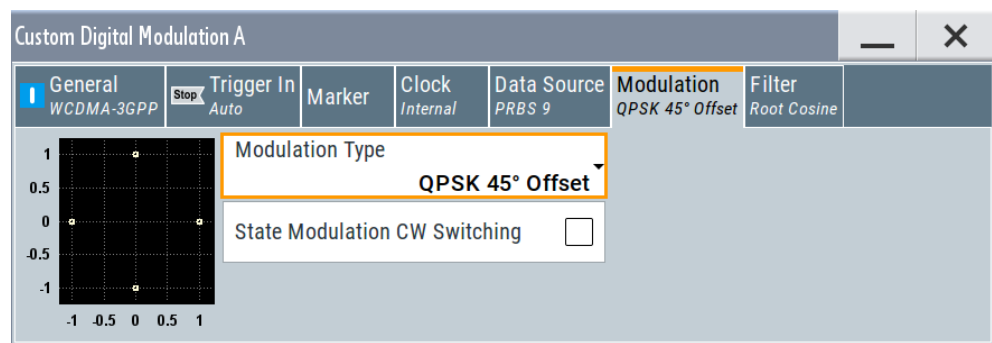 Custom Digital Modulation A
General
WCDMA-3GPP
Stop
Trigger In
Auto
Marker
Clock
Internal
Data Source
PRBS 9
Modulation
QPSK 45° Offset
Filter
Root Cosine
1
0.5
0
-0.5
-1
-1 -0.5 0 0.5 1
Modulation Type
QPSK 45° Offset
State Modulation CW Switching